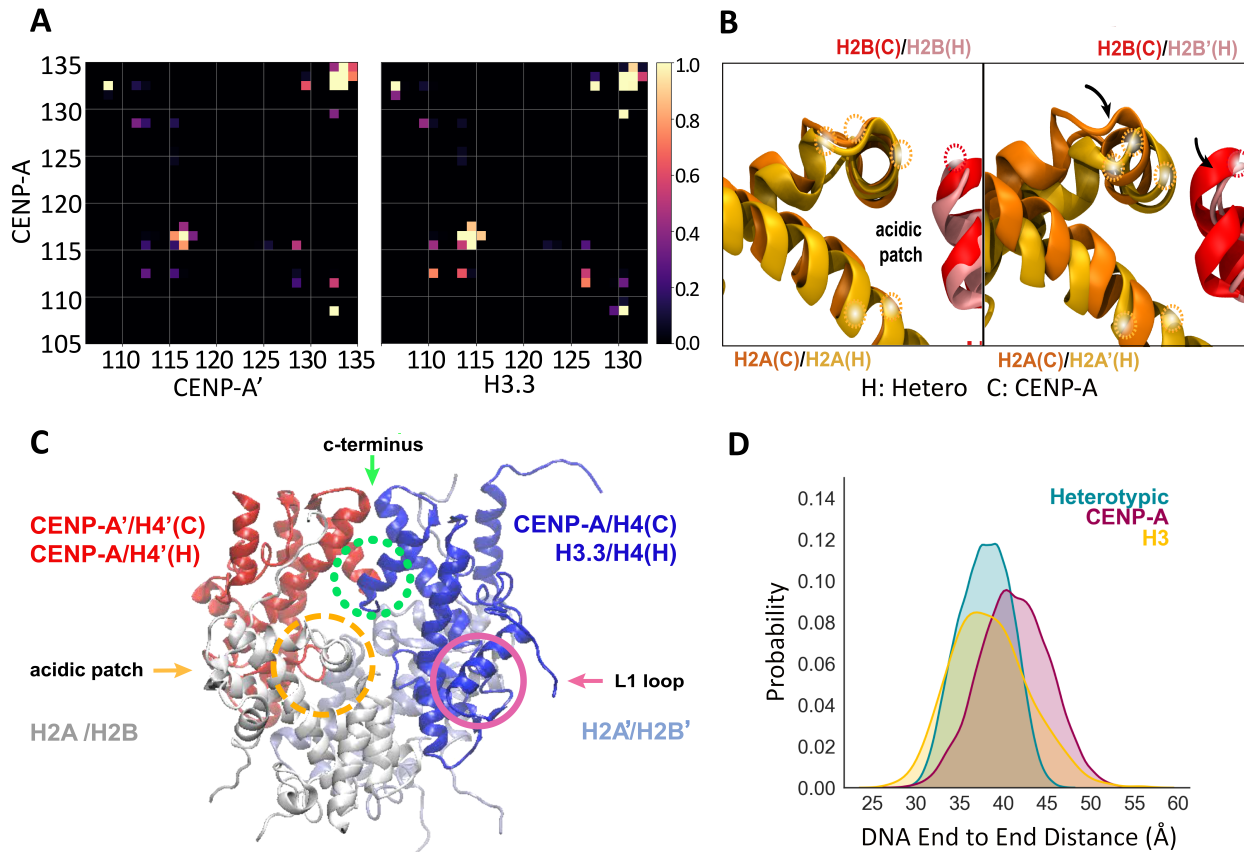 A
CENP-A
135
130
125
120
115
110
105
110 115 120 125 130 135
CENP-A′
110 115 120 125 130
H3.3
1.0
0.8
0.6
0.4
0.2
0.0
B
H2B(C)/H2B(H)
H2B(C)/H2B’(H)
acidic
patch
H2A(C)/H2A(H)
H2A(C)/H2A’(H)
H: Hetero C: CENP-A
C
c-terminus
CENP-A’/H4’(C)
CENP-A/H4’(H)
CENP-A/H4(C)
H3.3/H4(H)
acidic patch
L1 loop
H2A /H2B
H2A’/H2B’
D
Heterotypic
CENP-A
H3
Probability
0.14
0.12
0.10
0.08
0.06
0.04
0.02
0.00
25 30 35 40 45 50 55 60
DNA End to End Distance (Å)